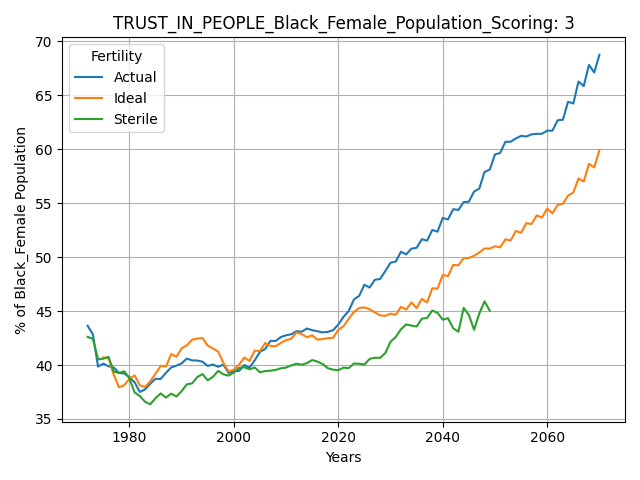 TRUST_IN_PEOPLE_Black_Female_Population_Scoring: 3
Fertility
Actual
Ideal
Sterile
% of Black_Female Population
70
65
60
55
50
45
40
35
1980
2000
2020
2040
2060
Years